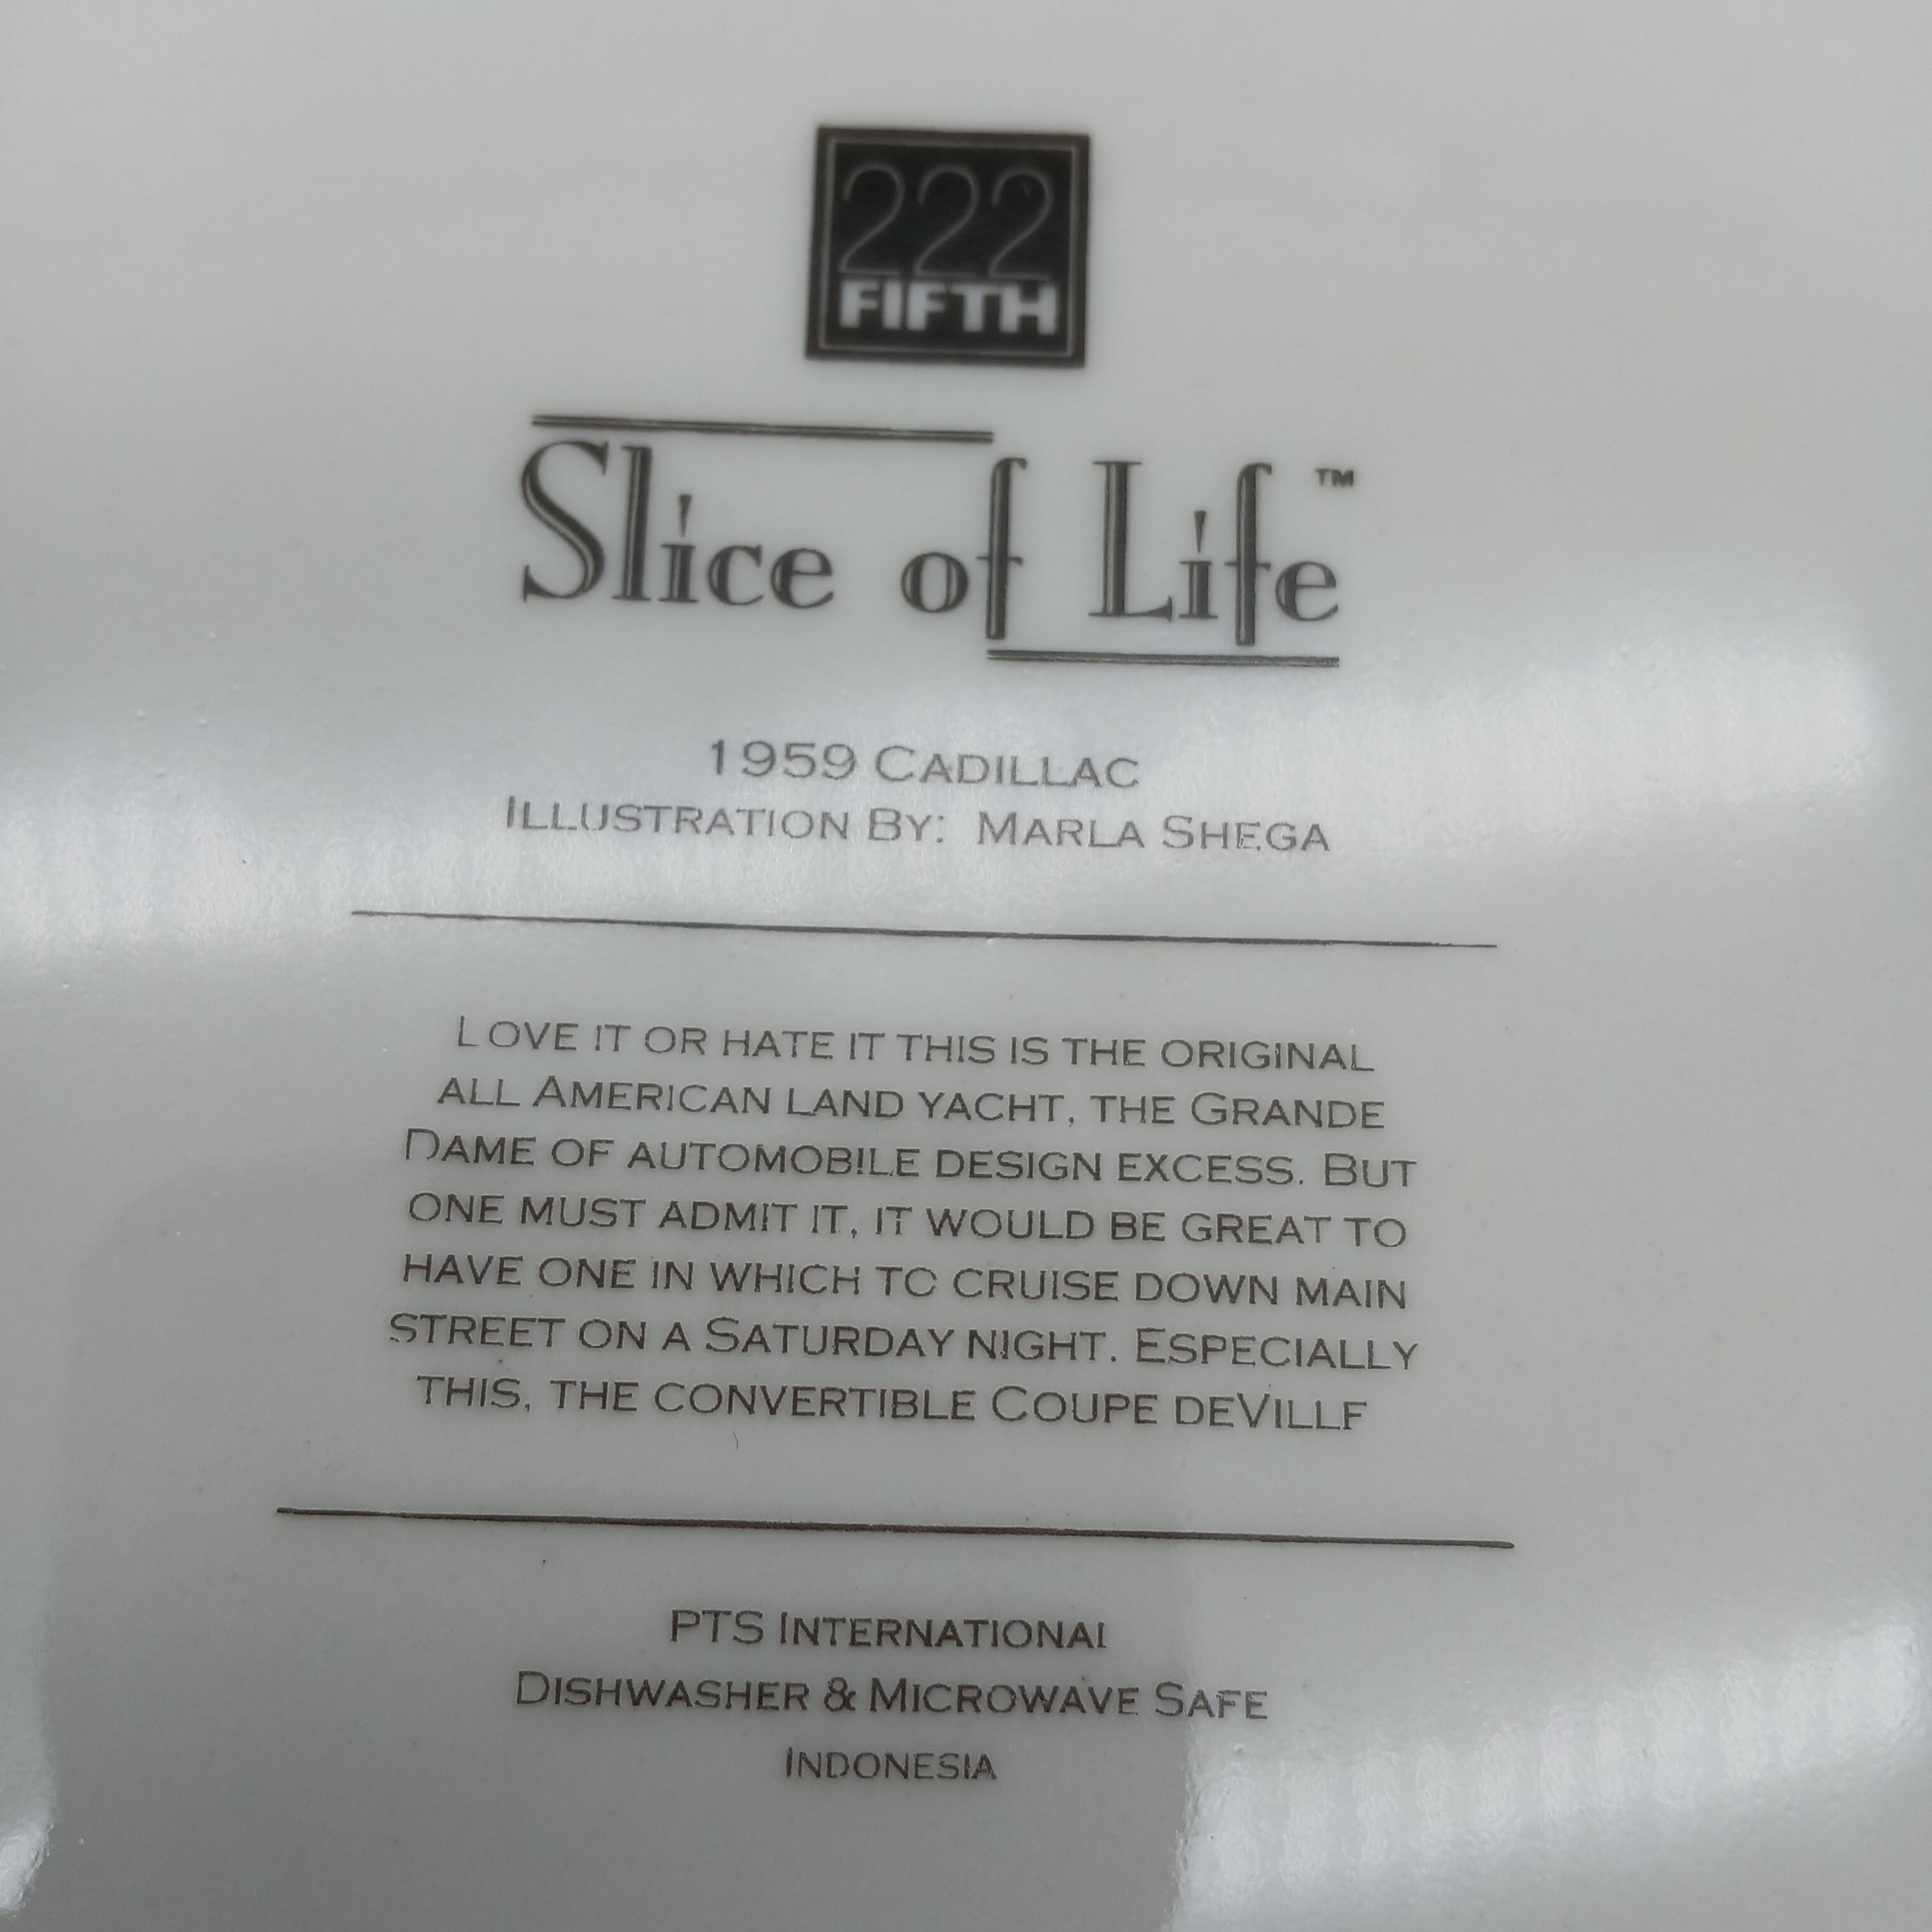 222
FIFTH
Slice of Life™
1959 CADILLAC
ILLUSTRATION BY: MARLA SHEGA
LOVE IT OR HATE IT THIS IS THE ORIGINAL
ALL AMERICAN LAND YACHT, THE GRANDE
DAME OF AUTOMOBILE DESIGN EXCESS. BUT
ONE MUST ADMIT IT, IT WOULD BE GREAT TO
HAVE ONE IN WHICH TO CRUISE DOWN MAIN
STREET ON A SATURDAY NIGHT. ESPECIALLY
THIS, THE CONVERTIBLE COUPE DEVILLE
PTS INTERNATIONAL
DISHWASHER & MICROWAVE SAFE
INDONESIA